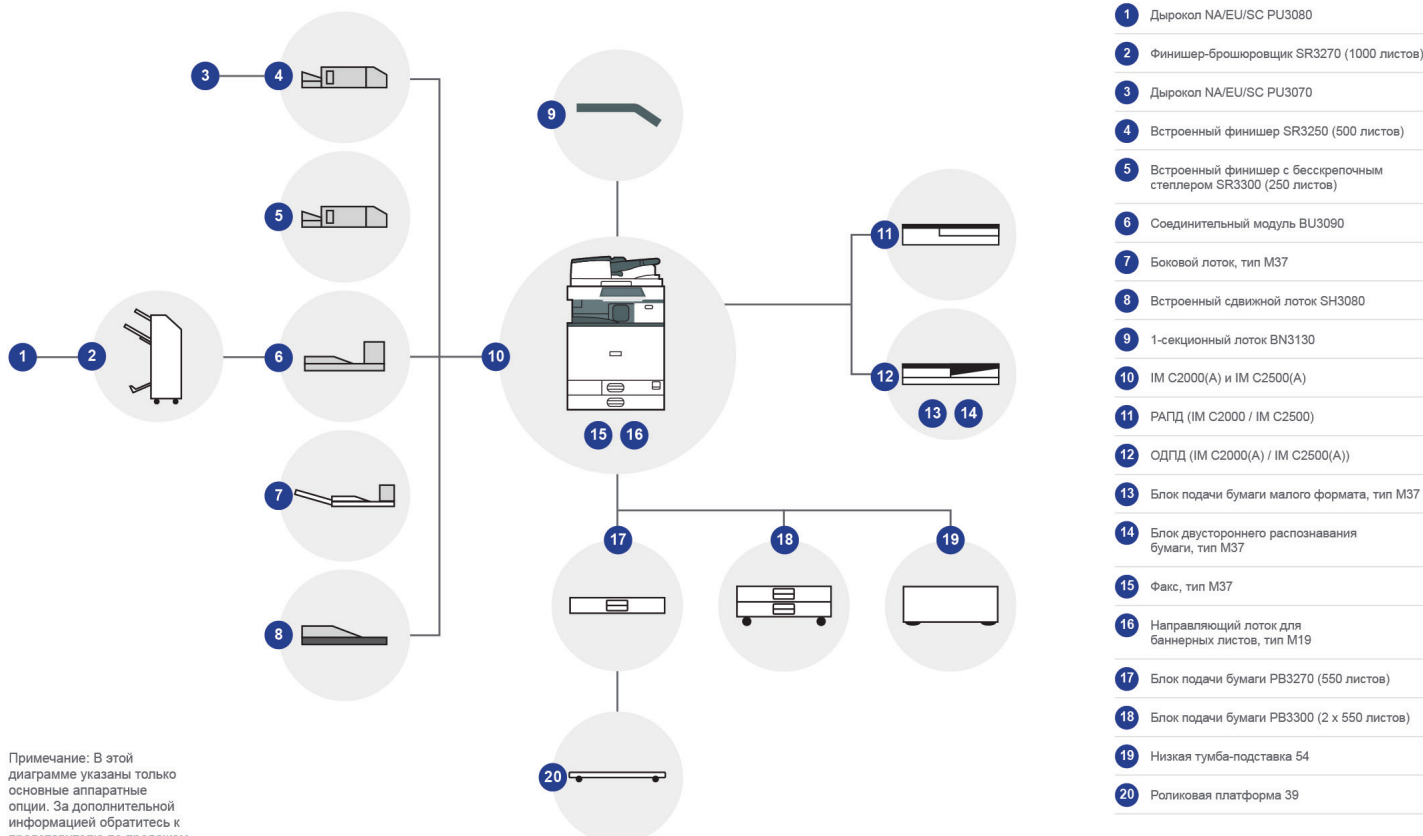 1 Дырокол NA/EU/SC PU3080
2 Финишер-брошюровщик SR3270 (1000 листов)
3 Дырокол NA/EU/SC PU3070
4 Встроенный финишер SR3250 (500 листов)
5 Встроенный финишер с бесскрепочным
степлером SR3300 (250 листов)
6 Соединительный модуль BU3090
7 Боковой лоток, тип M37
8 Встроенный сдвижной лоток SH3080
9 1-секционный лоток BN3130
10 IM C2000(A) и IM C2500(A)
11 РАПД (IM C2000 / IM C2500)
12 ОДПД (IM C2000(A) / IM C2500(A))
13 Блок подачи бумаги малого формата, тип M37
14 Блок двустороннего распознавания
бумаги, тип M37
15 Факс, тип M37
16 Направляющий лоток для
баннерных листов, тип M19
17 Блок подачи бумаги PB3270 (550 листов)
18 Блок подачи бумаги PB3300 (2 x 550 листов)
19 Низкая тумба-подставка 54
20 Роликовая платформа 39
3 4
9
5
11
1 2 6 10
12
13 14
15 16
7
17 18 19
8
20
Примечание: В этой
диаграмме указаны только
основные аппаратные
опции. За дополнительной
информацией обратитесь к